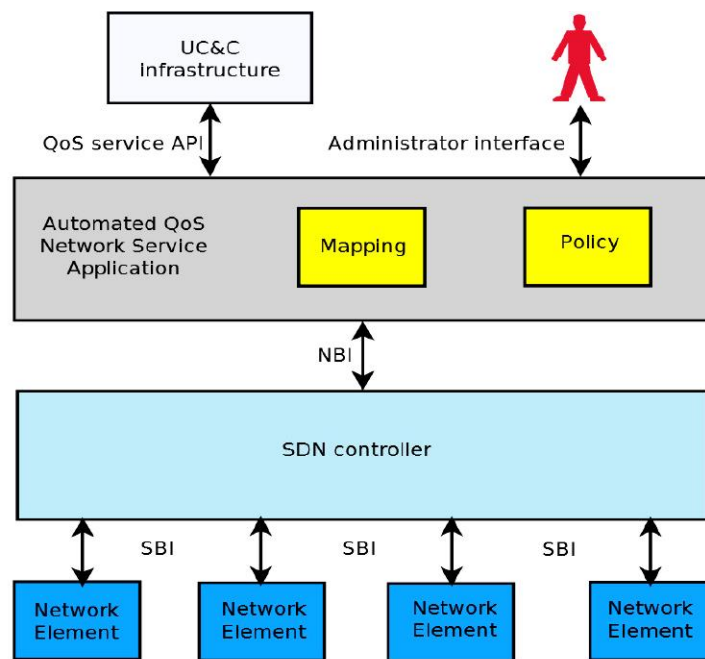 UC&C
infrastructure
QoS service API
Administrator interface
Automated QoS
Network Service
Application
Mapping
Policy
NBI
SDN controller
SBI
SBI
SBI
Network
Element
Network
Element
Network
Element
Network
Element